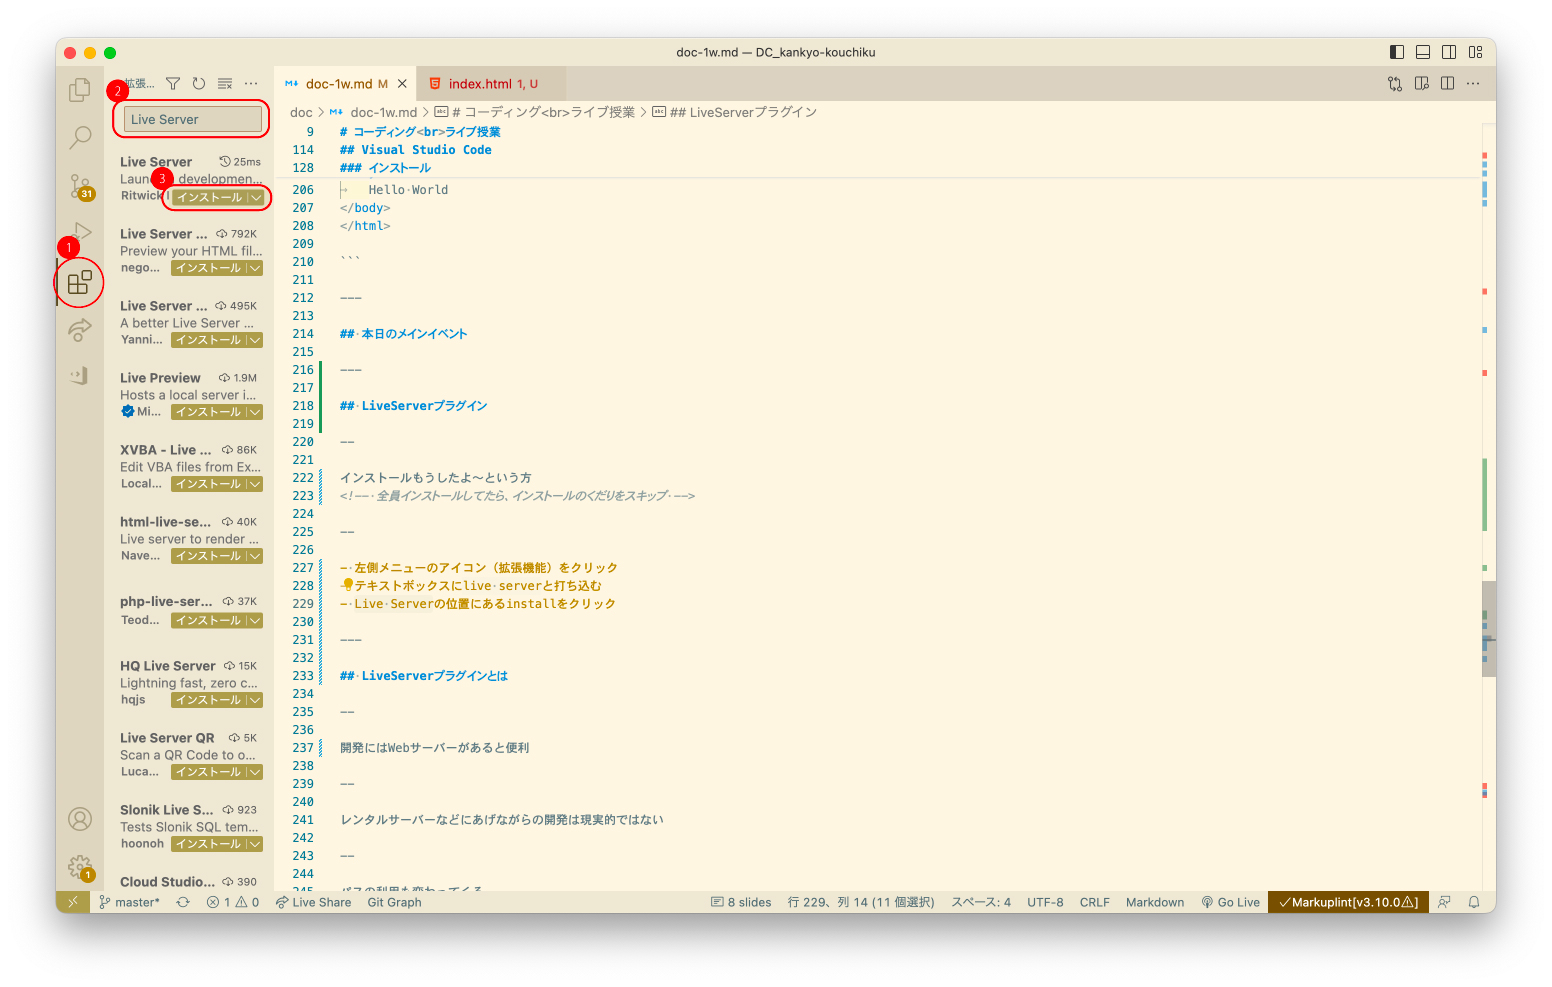 doc-1w.md — DC_kankyo-kouchiku
拡張...
doc-1w.md M
index.html 1, U
2
Live Server
doc > doc-1w.md > # コーディング<br>ライブ授業 > ## LiveServerプラグイン
9 # コーディング<br>ライブ授業
114 ## Visual Studio Code
128 ### インストール
206 Hello·World
207 </body>
208 </html>
209
210 ```
211
212 ---
213
214 ##·本日のメインイベント
215
216 ---
217
218 ##·LiveServerプラグイン
219
220 --
221
222 インストールもうしたよ〜という方
223 <!--·全員インストールしてたら、インストールのくだりをスキップ·-->
224
225 --
226
227 -·左側メニューのアイコン（拡張機能）をクリック
228 テキストボックスにlive·serverと打ち込む
229 -·Live·Serverの位置にあるinstallをクリック
230
231 ---
232
233 ##·LiveServerプラグインとは
234
235 --
236
237 開発にはWebサーバーがあると便利
238
239 --
240
241 レンタルサーバーなどにあげながらの開発は現実的ではない
242
243 --
244
Live Server 25ms
3
developmen...
Ritwick インストール
Live Server ... 792K
Preview your HTML fil...
nego... インストール
Live Server ... 495K
A better Live Server ...
Yanni... インストール
Live Preview 1.9M
Hosts a local server i...
Mi... インストール
XVBA - Live ... 86K
Edit VBA files from Ex...
Local... インストール
html-live-se... 40K
Live server to render ...
Nave... インストール
php-live-ser... 37K
Teod... インストール
HQ Live Server 15K
Lightning fast, zero c...
hqjs インストール
Live Server QR 5K
Scan a QR Code to o...
Luca... インストール
Slonik Live S... 923
Tests Slonik SQL tem...
hoonoh インストール
Cloud Studio... 390
31
1
1
master* 1 0 Live Share Git Graph 8 slides 行 229、列 14 (11 個選択) スペース: 4 UTF-8 CRLF Markdown Go Live Markuplint[v3.10.0⚠]